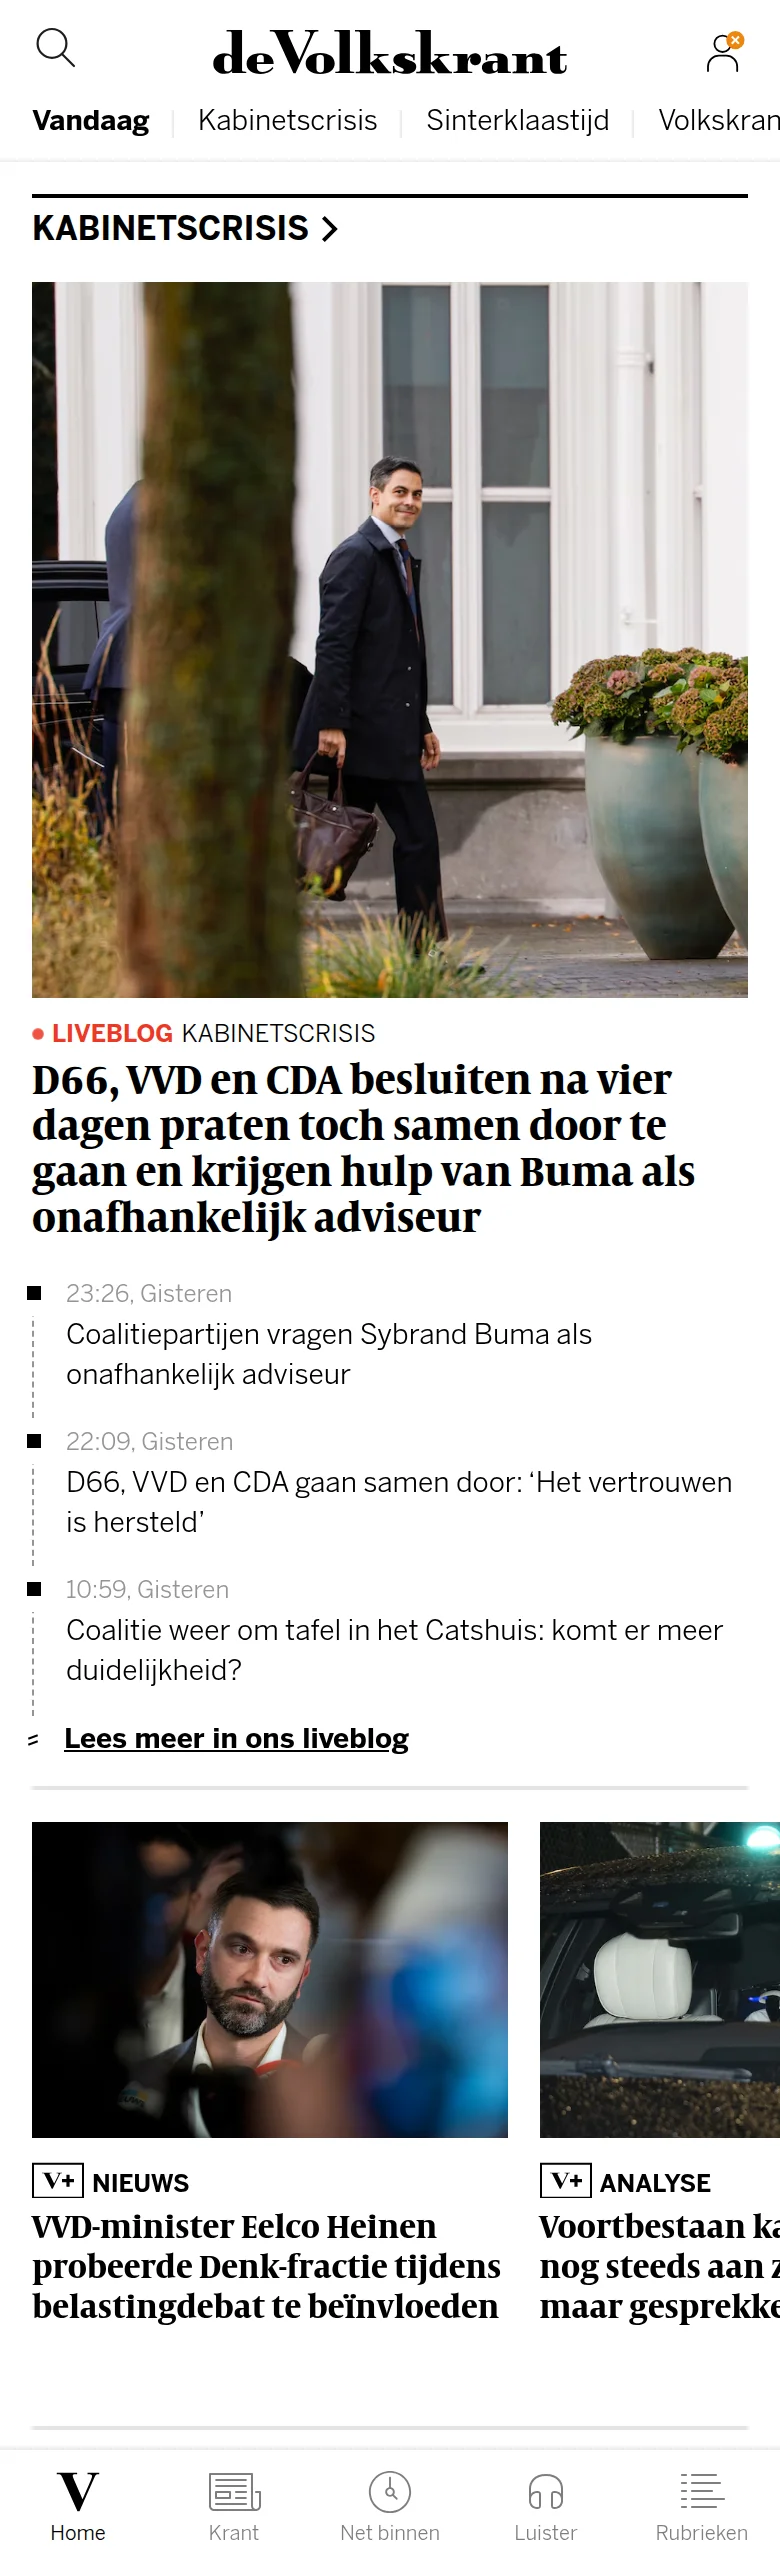 deVolkskrant
Vandaag Kabinetscrisis Sinterklaastijd Volkskran
KABINETSCRISIS
LIVEBLOG KABINETSCRISIS
D66, VVD en CDA besluiten na vier
dagen praten toch samen door te
gaan en krijgen hulp van Buma als
onafhankelijk adviseur
23:26, Gisteren
Coalitiepartijen vragen Sybrand Buma als
onafhankelijk adviseur
22:09, Gisteren
D66, VVD en CDA gaan samen door: ‘Het vertrouwen
is hersteld’
10:59, Gisteren
Coalitie weer om tafel in het Catshuis: komt er meer
duidelijkheid?
Lees meer in ons liveblog
V+ NIEUWS
VVD-minister Eelco Heinen
probeerde Denk-fractie tijdens
belastingdebat te beïnvloeden
V+ ANALYSE
Voortbestaan ka
nog steeds aan z
maar gesprekke
V
Home Krant Net binnen Luister Rubrieken